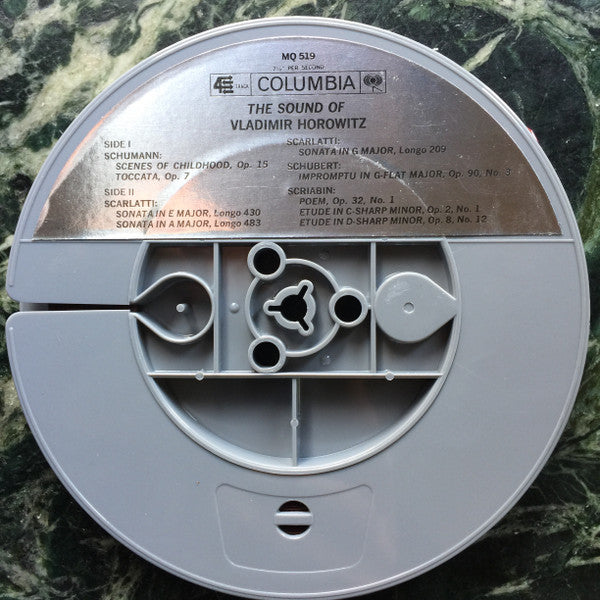 MQ 519
7½" PER SECOND
4 TRACK COLUMBIA
THE SOUND OF
VLADIMIR HOROWITZ
SIDE I
SCHUMANN:
SCENES OF CHILDHOOD, Op. 15
TOCCATA, Op. 7
SIDE II
SCARLATTI:
SONATA IN E MAJOR, Longo 430
SONATA IN A MAJOR, Longo 483
SCARLATTI:
SONATA IN G MAJOR, Longo 209
SCHUBERT:
IMPROMPTU IN G-FLAT MAJOR, Op. 90, No. 3
SCRIABIN:
POEM, Op. 32, No. 1
ETUDE IN C-SHARP MINOR, Op. 2, No. 1
ETUDE IN D-SHARP MINOR, Op. 8, No. 12